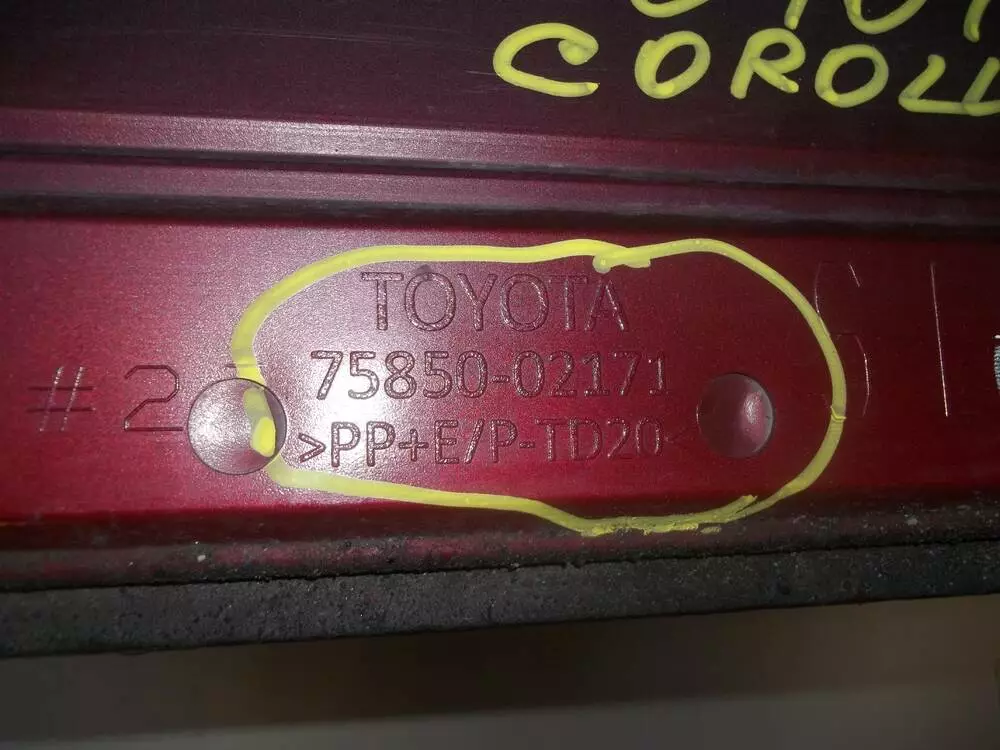 COROLL
TOYOTA
75850-02171
#2
>PP+E/P-TD20<